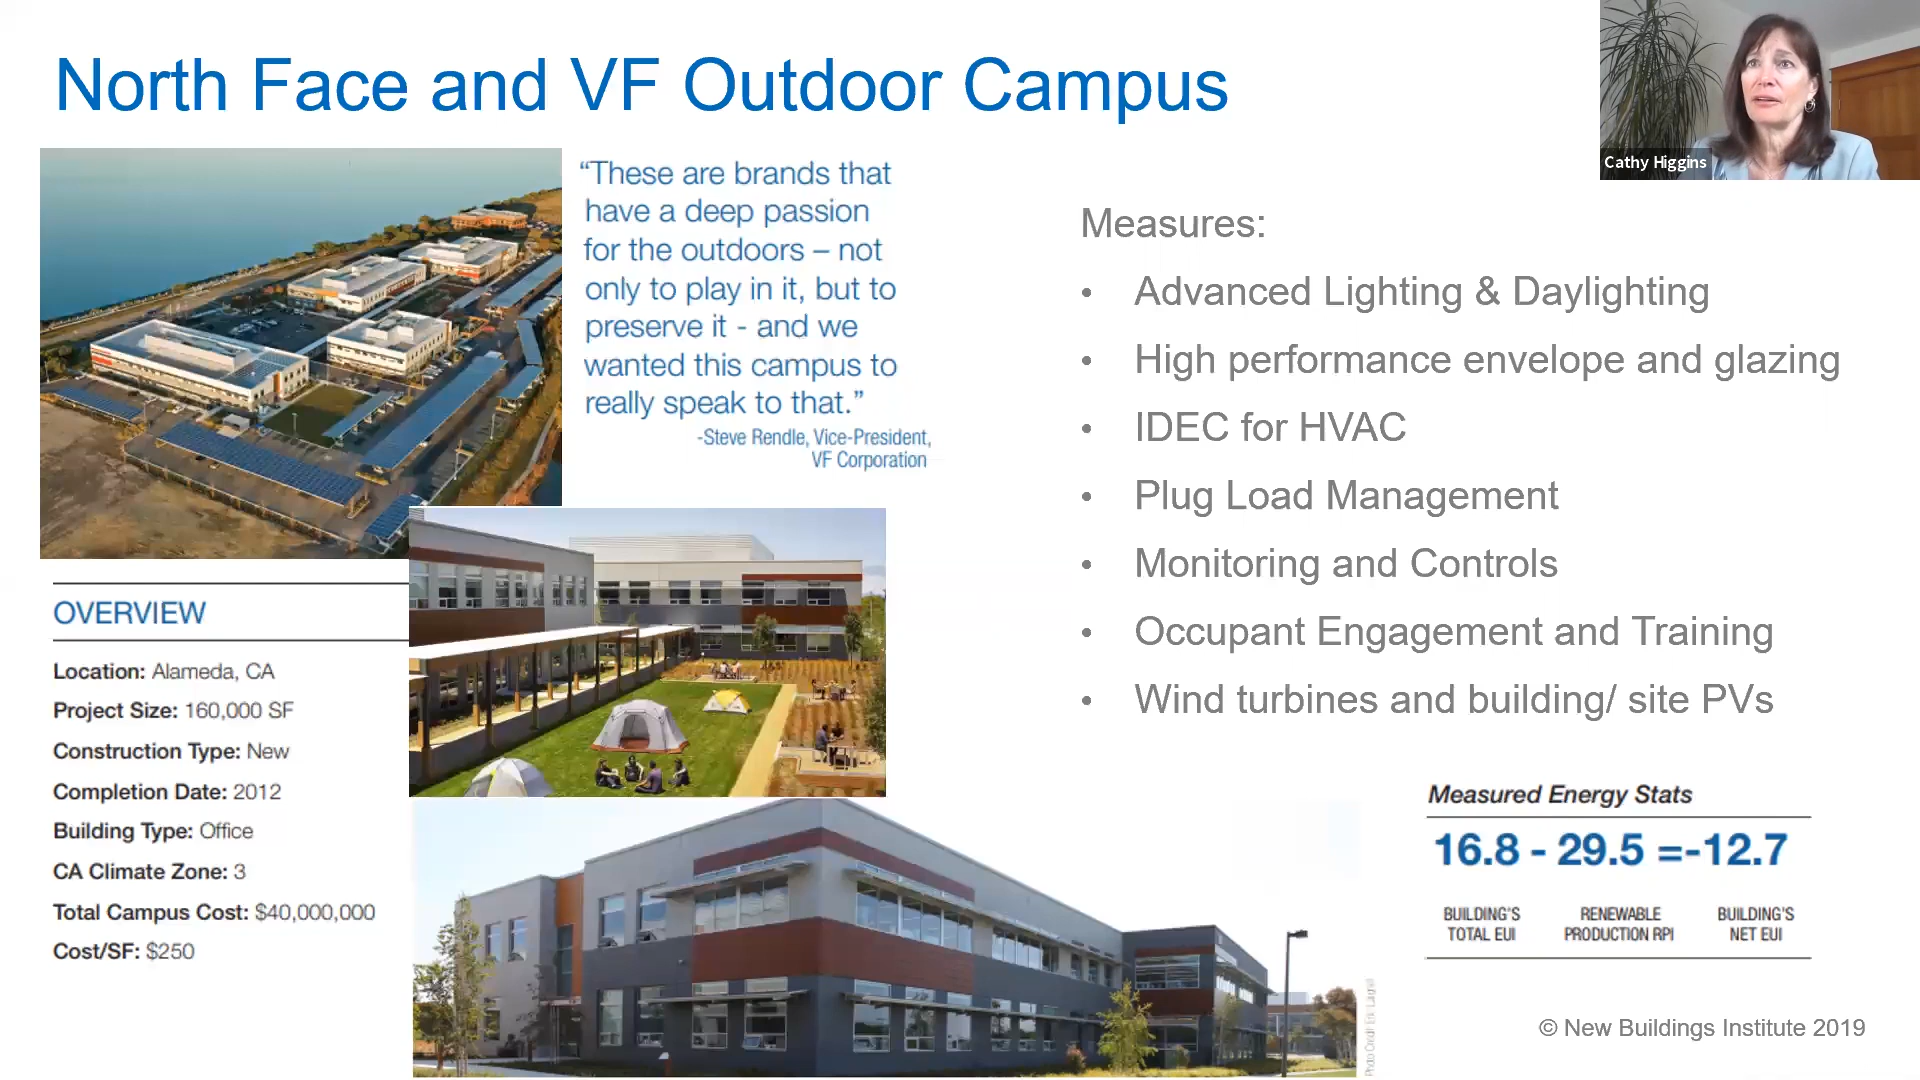 North Face and VF Outdoor Campus
Cathy Higgins
“These are brands that
have a deep passion
for the outdoors – not
only to play in it, but to
preserve it - and we
wanted this campus to
really speak to that.”
-Steve Rendle, Vice-President,
VF Corporation
Measures:
• Advanced Lighting & Daylighting
• High performance envelope and glazing
• IDEC for HVAC
• Plug Load Management
• Monitoring and Controls
• Occupant Engagement and Training
• Wind turbines and building/ site PVs
OVERVIEW
Location: Alameda, CA
Project Size: 160,000 SF
Construction Type: New
Completion Date: 2012
Building Type: Office
CA Climate Zone: 3
Total Campus Cost: $40,000,000
Cost/SF: $250
Measured Energy Stats
16.8 - 29.5 =-12.7
BUILDING’S TOTAL EUI
RENEWABLE PRODUCTION RPI
BUILDING’S NET EUI
Photo Credit:
© New Buildings Institute 2019